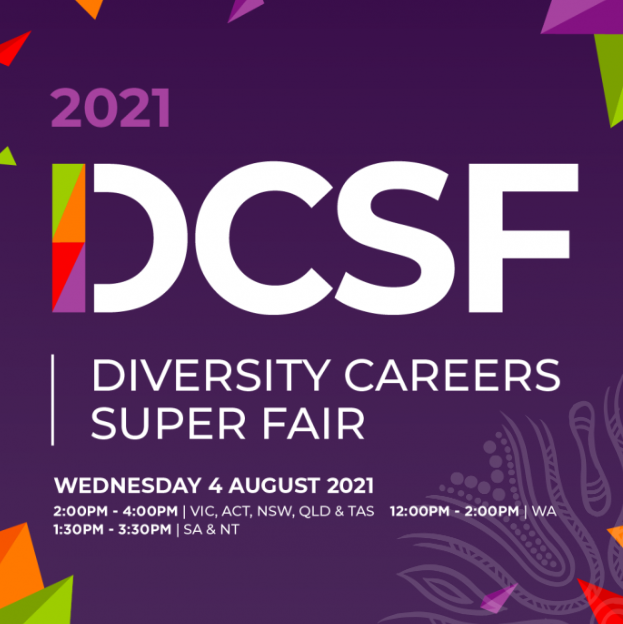 2021
DCSF
DIVERSITY CAREERS
SUPER FAIR
WEDNESDAY 4 AUGUST 2021
2:00PM - 4:00PM | VIC, ACT, NSW, QLD & TAS 12:00PM - 2:00PM | WA
1:30PM - 3:30PM | SA & NT